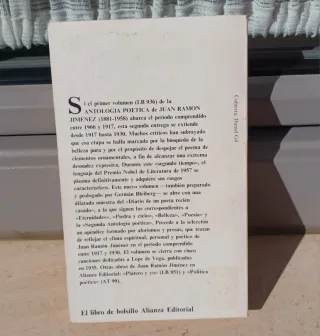 Si el primer volumen (LB 936) de la
ANTOLOGIA POETICA de JUAN RAMON
JIMENEZ (1881-1958) abarca el período comprendido
entre 1900 y 1917, esta segunda entrega se extiende
desde 1917 hasta 1930. Muchos críticos han subrayado
que esa etapa se halla marcada por la búsqueda de la
belleza pura y por el propósito de despojar el poema de
elementos ornamentales, a fin de alcanzar una extrema
desnudez expresiva. Durante este «segundo tiempo», el
lenguaje del Premio Nobel de Literatura de 1957 se
plasma definitivamente y adquiere sus rasgos
característicos. Este nuevo volumen —también preparado
y prologado por Germán Bleiberg— se abre con una
dilatada muestra del «Diario de un poeta recién
casado», a lo que siguen los correspondientes a
«Eternidades», «Piedra y cielo», «Belleza», «Poesía» y
la «Segunda Antología poética». Precede a la selección
un apéndice formado por aforismos y prosas, que tratan
de reflejar el clima espiritual, personal y poético de
Juan Ramón Jiménez en el período comprendido
entre 1917 y 1930. El volumen se cierra con cinco
canciones dedicadas a Lope de Vega, publicadas
en 1935. Otras obras de Juan Ramón Jiménez en
Alianza Editorial: «Platero y yo» (LB 851) y «Política
poética» (AT 99).
El libro de bolsillo Alianza Editorial
Cubierta, Daniel Gil